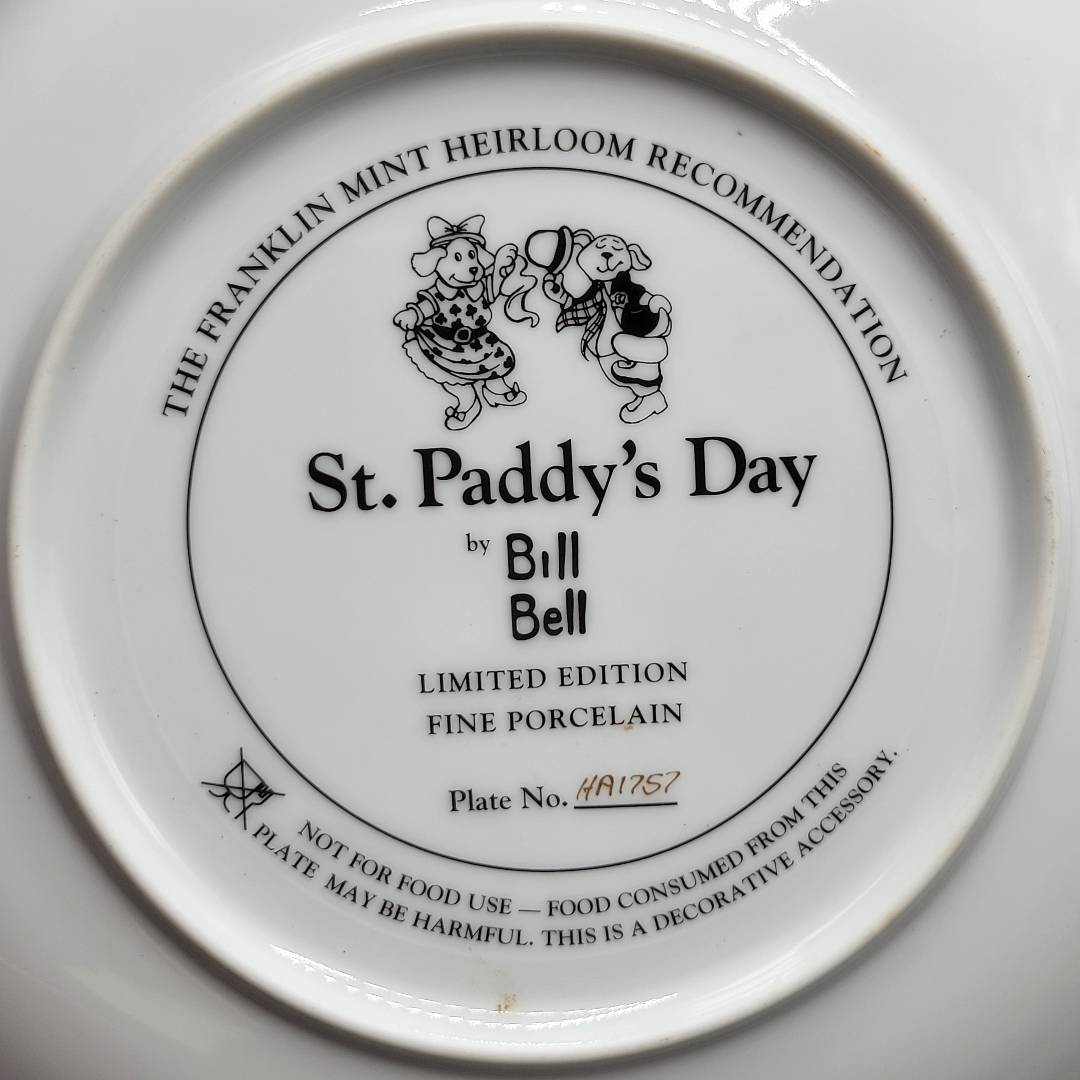 THE FRANKLIN MINT HEIRLOOM RECOMMENDATION
St. Paddy's Day
by Bill
Bell
LIMITED EDITION
FINE PORCELAIN
Plate No. HA1757
NOT FOR FOOD USE — FOOD CONSUMED FROM THIS
PLATE MAY BE HARMFUL. THIS IS A DECORATIVE ACCESSORY.